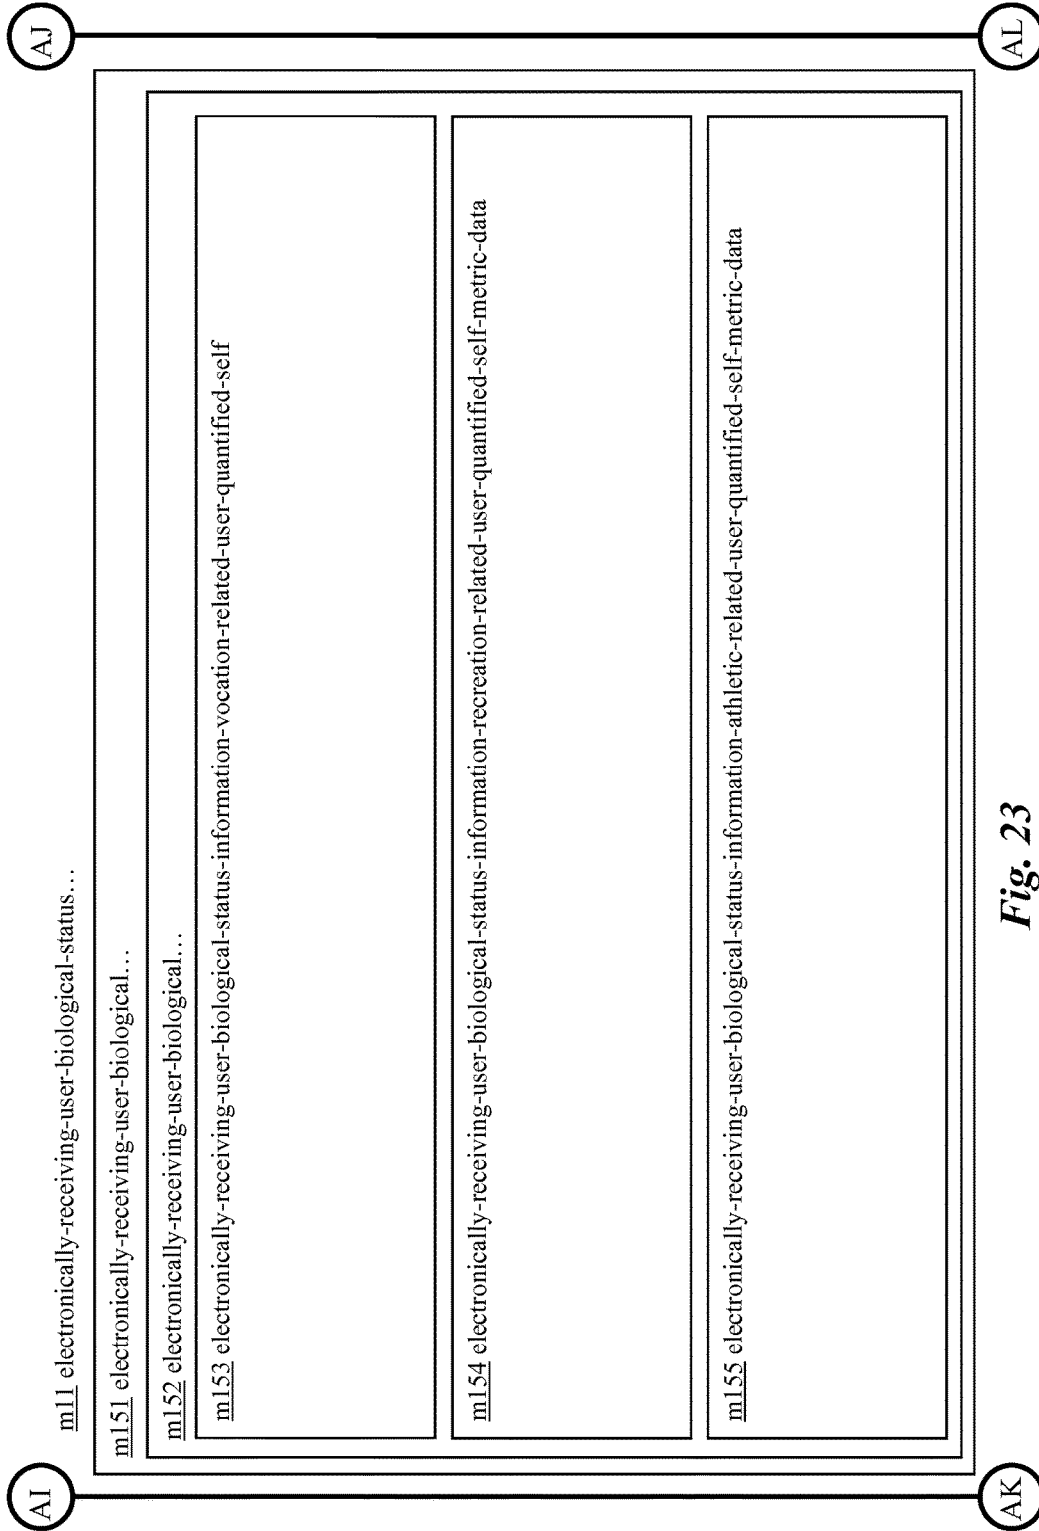 AI
AJ
m11 electronically-receiving-user-biological-status…
m151 electronically-receiving-user-biological…
m152 electronically-receiving-user-biological…
m153 electronically-receiving-user-biological-status-information-vocation-related-user-quantified-self
m154 electronically-receiving-user-biological-status-information-recreation-related-user-quantified-self-metric-data
m155 electronically-receiving-user-biological-status-information-athletic-related-user-quantified-self-metric-data
AK
AL
Fig. 23